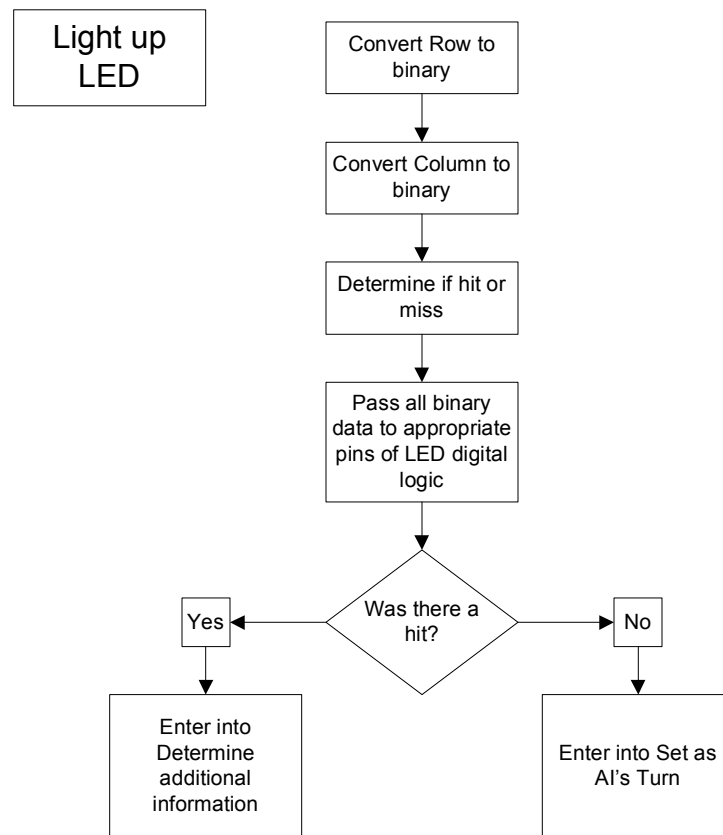 Light up
LED
Convert Row to
binary
Convert Column to
binary
Determine if hit or
miss
Pass all binary
data to appropriate
pins of LED digital
logic
Was there a
hit?
Yes
No
Enter into
Determine
additional
information
Enter into Set as
AI's Turn